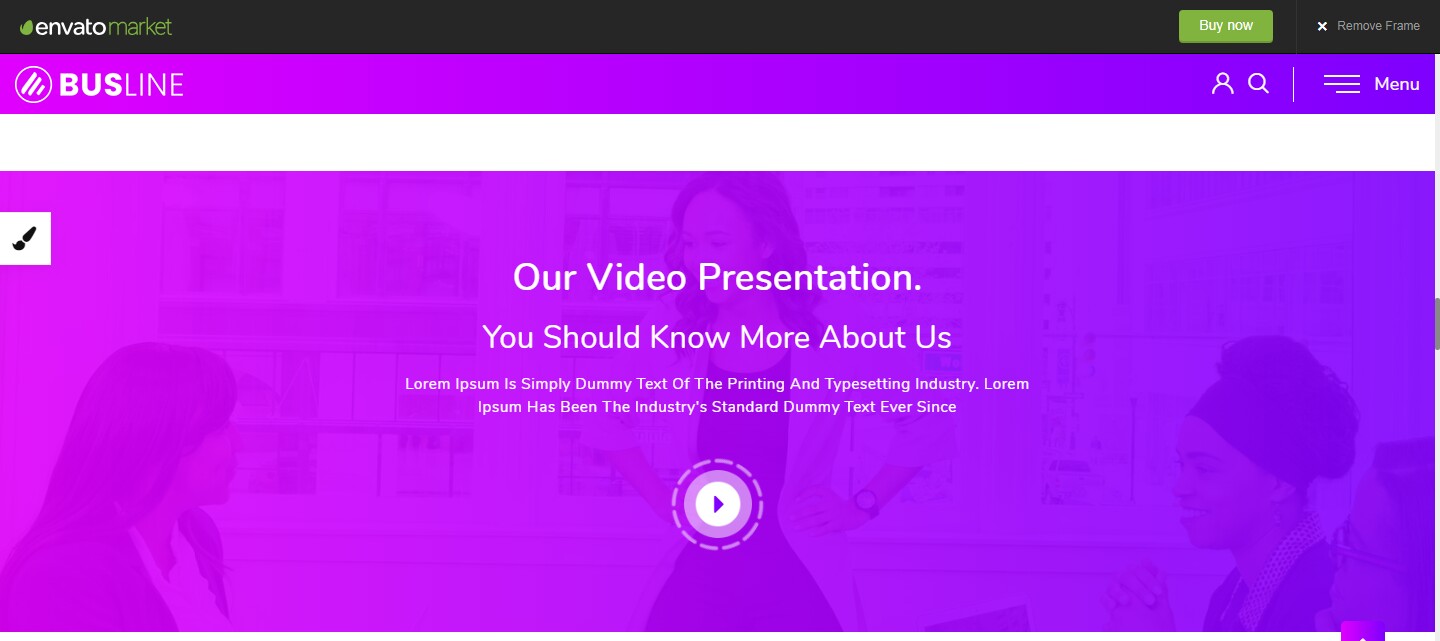 envato market
Buy now
Remove Frame
BUSLINE
Menu
Our Video Presentation.
You Should Know More About Us
Lorem Ipsum Is Simply Dummy Text Of The Printing And Typesetting Industry. Lorem
Ipsum Has Been The Industry's Standard Dummy Text Ever Since